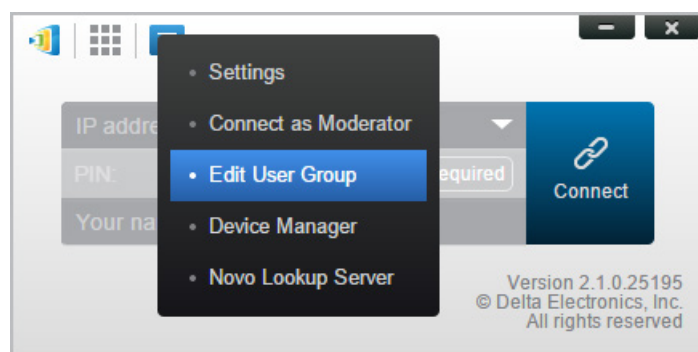 Settings
IP addre
Connect as Moderator
PIN:
Edit User Group
equired
Connect
Your na
Device Manager
Novo Lookup Server
Version 2.1.0.25195
© Delta Electronics, Inc.
All rights reserved